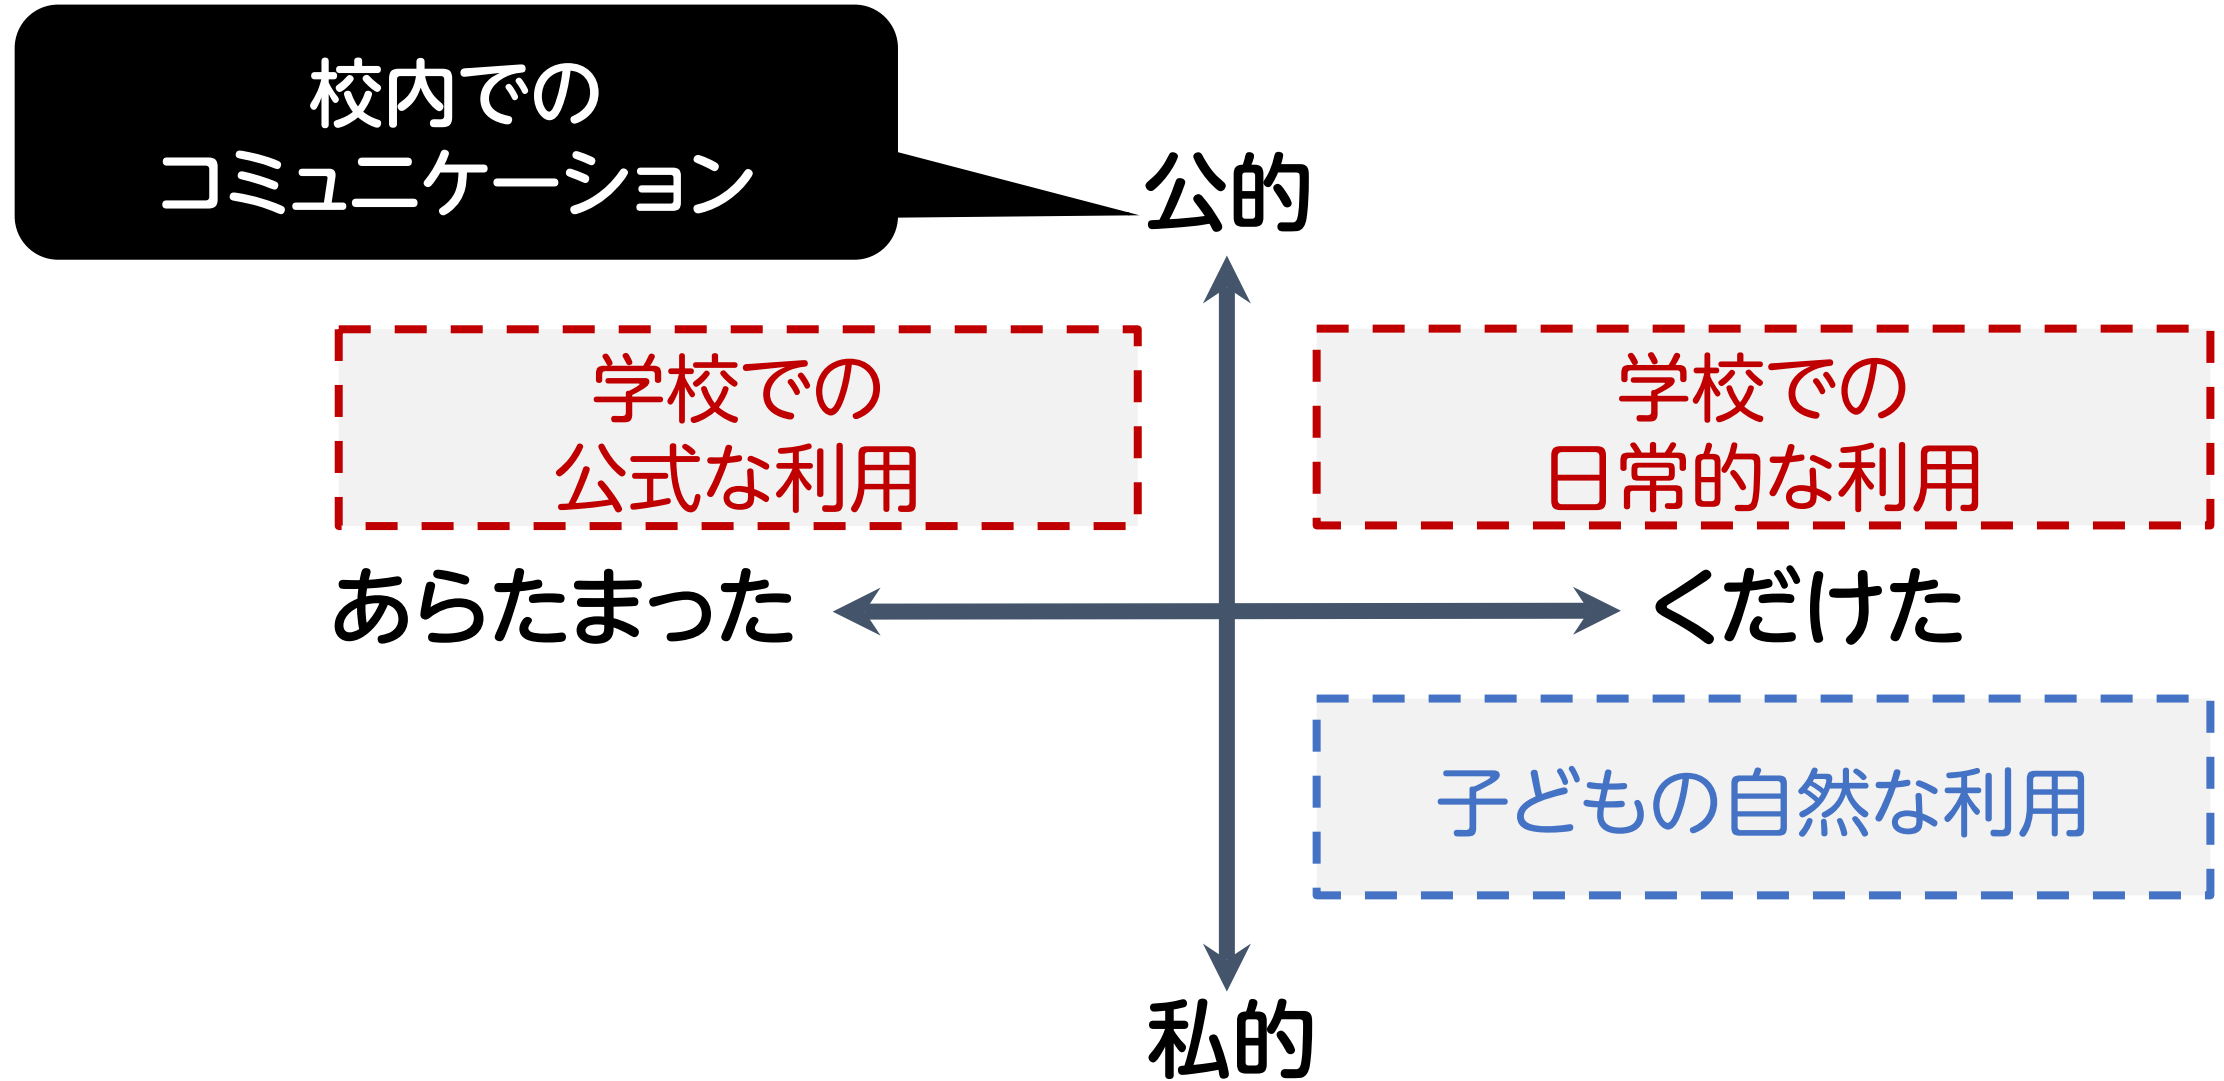 校内での
コミュニケーション
公的
学校での
公式な利用
学校での
日常的な利用
あらたまった
くだけた
子どもの自然な利用
私的